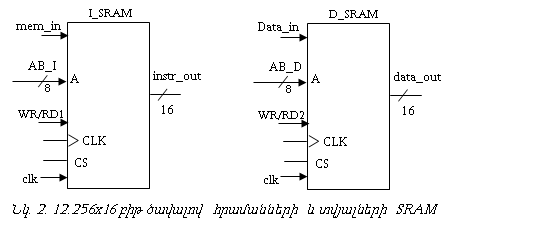 I_SRAM
mem_in
AB_I
8
A
instr_out
16
WR/RD1
CLK
CS
clk
D_SRAM
Data_in
AB_D
8
A
data_out
16
WR/RD2
CLK
CS
clk
Նկ. 2. 12.256x16 բիթ ծավալով հրամանների և տվյալների SRAM